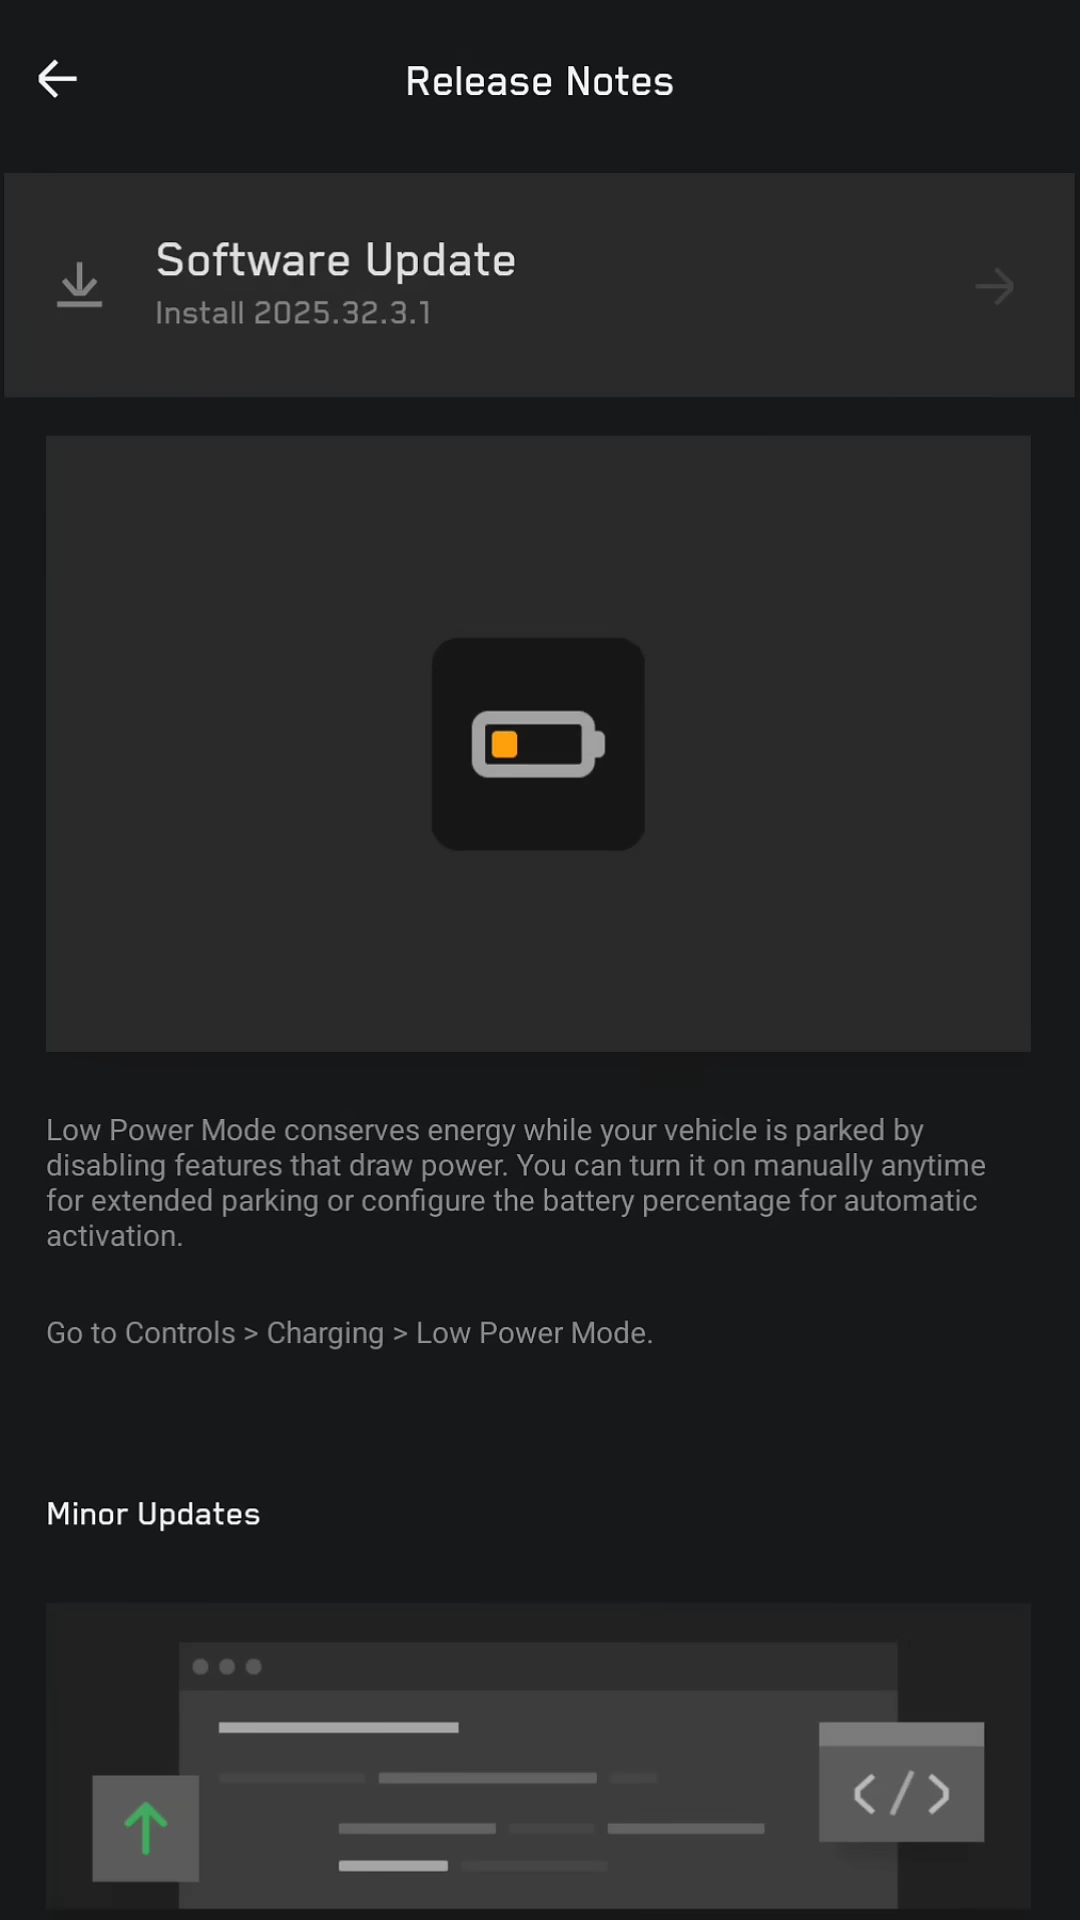 Release Notes
Software Update
Install 2025.32.3.1
Low Power Mode conserves energy while your vehicle is parked by
disabling features that draw power. You can turn it on manually anytime
for extended parking or configure the battery percentage for automatic
activation.
Go to Controls > Charging > Low Power Mode.
Minor Updates